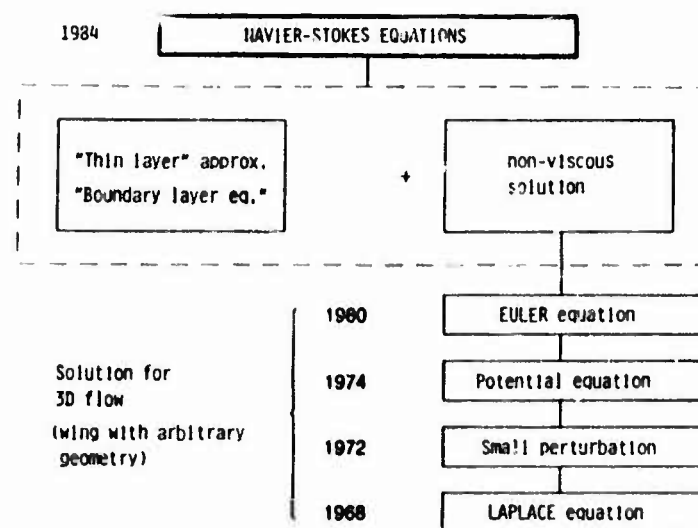 1984 NAVIER-STOKES EQUATIONS
"Thin layer" approx.
"Boundary layer eq."
+
non-viscous
solution
1980 EULER equation
Solution for
3D flow
(wing with arbitrary
geometry)
1974 Potential equation
1972 Small perturbation
1968 LAPLACE equation